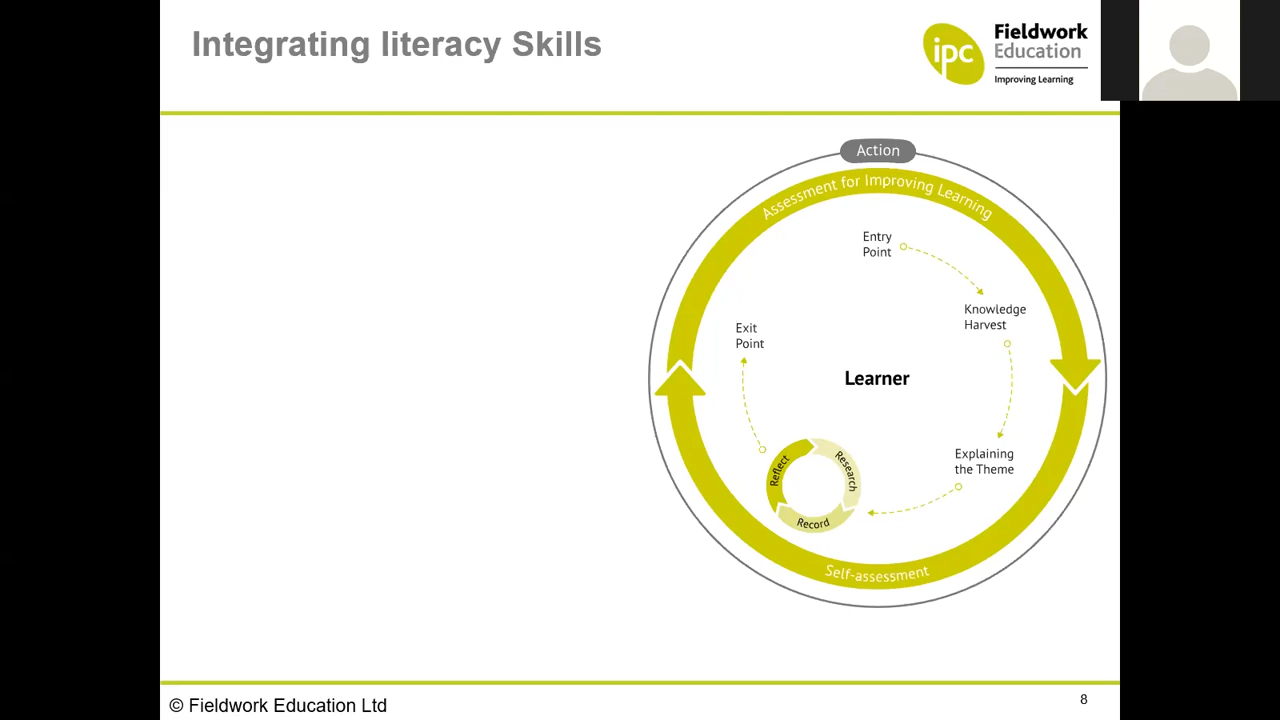 Integrating literacy Skills
ipc
Fieldwork
Education
Improving Learning
Action
Assessment for Improving Learning
Entry
Point
Knowledge
Harvest
Exit
Point
Learner
Explaining
the Theme
Reflect
Research
Record
Self-assessment
© Fieldwork Education Ltd
8